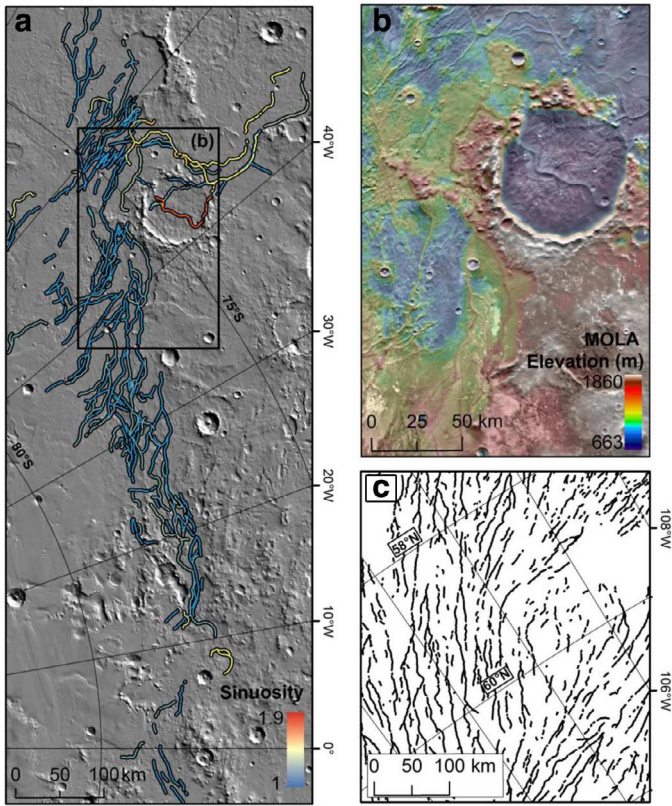 a
(b)
40°W
75°S
30°W
80°S
20°W
10°W
0°
Sinuosity
1.9
1
0 50 100 km
b
MOLA
Elevation (m)
1860
663
0 25 50 km
c
108°W
58°N
60°N
106°W
0 50 100 km